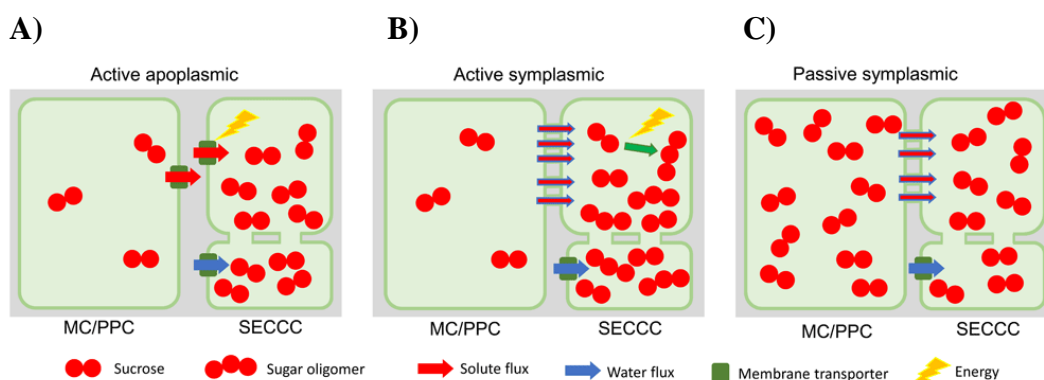 A)
B)
C)
Active apoplasmic
Active symplasmic
Passive symplasmic
MC/PPC
SECCC
MC/PPC
SECCC
MC/PPC
SECCC
Sucrose
Sugar oligomer
Solute flux
Water flux
Membrane transporter
Energy